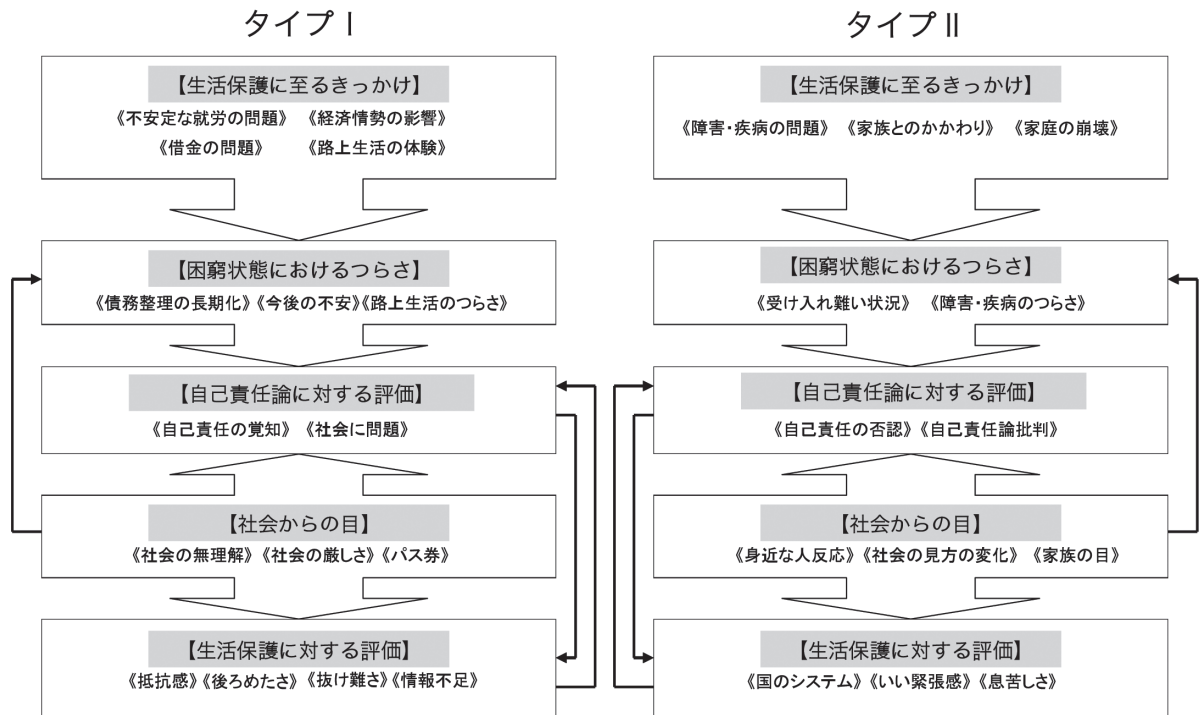 タイプⅠ
【生活保護に至るきっかけ】
《不安定な就労の問題》 《経済情勢の影響》
《借金の問題》 《路上生活の体験》
【困窮状態におけるつらさ】
《債務整理の長期化》《今後の不安》《路上生活のつらさ》
【自己責任論に対する評価】
《自己責任の覚知》 《社会に問題》
【社会からの目】
《社会の無理解》《社会の厳しさ》《パス券》
【生活保護に対する評価】
《抵抗感》《後ろめたさ》《抜け難さ》《情報不足》
タイプⅡ
【生活保護に至るきっかけ】
《障害・疾病の問題》 《家族とのかかわり》 《家庭の崩壊》
【困窮状態におけるつらさ】
《受け入れ難い状況》 《障害・疾病のつらさ》
【自己責任論に対する評価】
《自己責任の否認》《自己責任論批判》
【社会からの目】
《身近な人反応》《社会の見方の変化》 《家族の目》
【生活保護に対する評価】
《国のシステム》《いい緊張感》《息苦しさ》